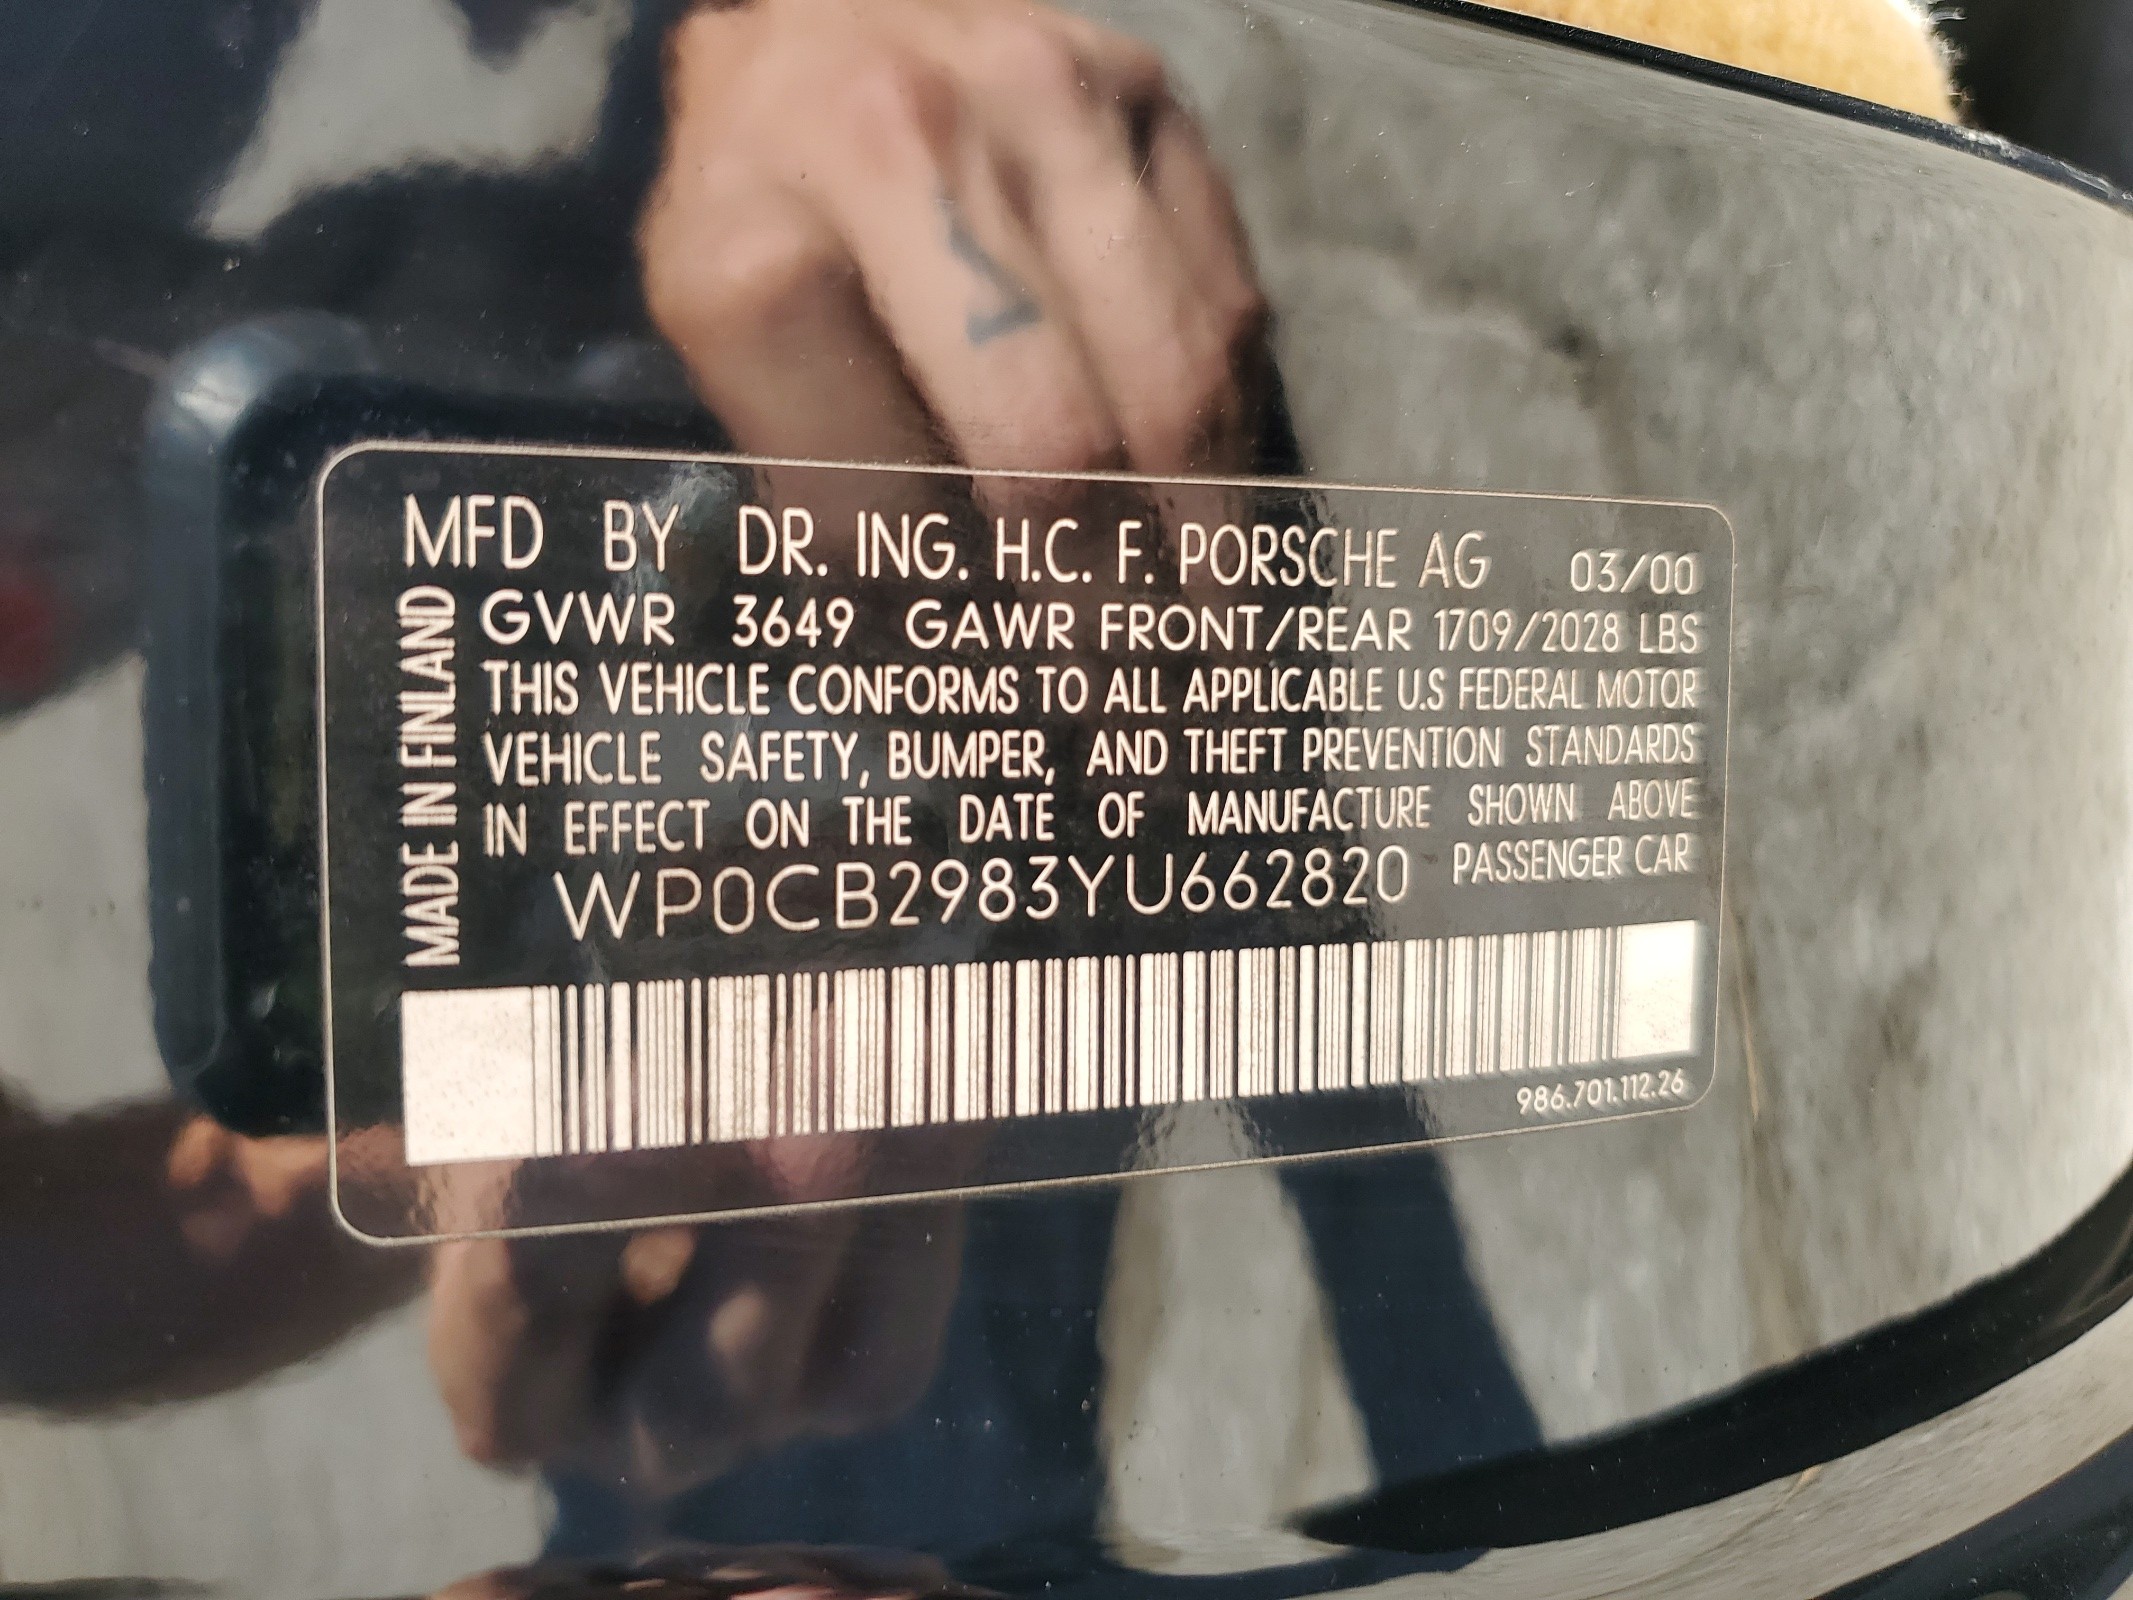 MFD BY DR. ING. H.C. F. PORSCHE AG 03/00
GVWR 3649 GAWR FRONT/REAR 1709/2028 LBS
THIS VEHICLE CONFORMS TO ALL APPLICABLE U.S FEDERAL MOTOR
VEHICLE SAFETY, BUMPER, AND THEFT PREVENTION STANDARDS
IN EFFECT ON THE DATE OF MANUFACTURE SHOWN ABOVE
WP0CB2983YU662820 PASSENGER CAR
MADE IN FINLAND
986.701.112.26